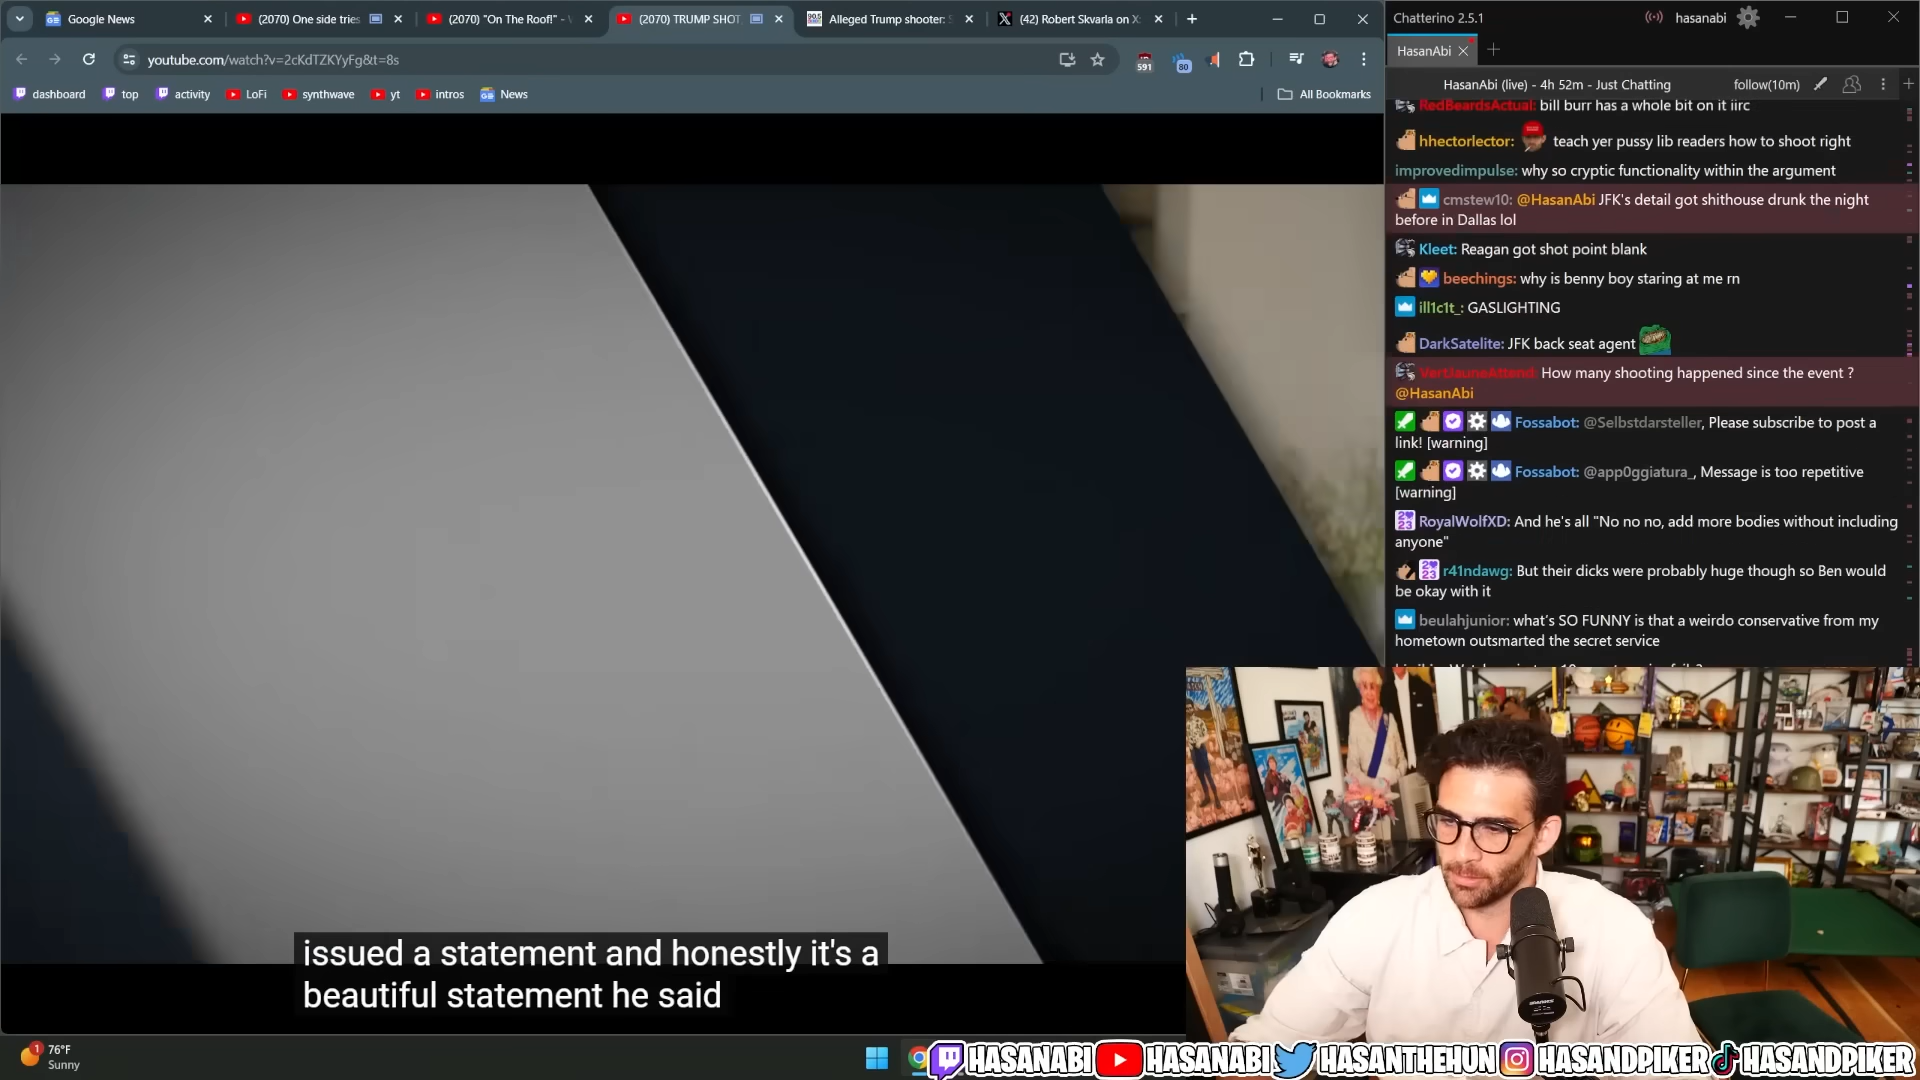 Google News
(2070) One side tries
(2070) "On The Roof!" -
(2070) TRUMP SHOT
Alleged Trump shooter: S
(42) Robert Skvarla on X:
youtube.com/watch?v=2cKdTZKYyFg&t=8s
591
80
dashboard
top
activity
LoFi
synthwave
yt
intros
News
All Bookmarks
issued a statement and honestly it's a
beautiful statement he said
Chatterino 2.5.1
hasanabi
HasanAbi
HasanAbi (live) - 4h 52m - Just Chatting
follow(10m)
RedBeardsActual: bill burr has a whole bit on it iirc
hhectorlector: teach yer pussy lib readers how to shoot right
improvedimpulse: why so cryptic functionality within the argument
cmstew10: @HasanAbi JFK's detail got shithouse drunk the night
before in Dallas lol
Kleet: Reagan got shot point blank
beechings: why is benny boy staring at me rn
ill1c1t_: GASLIGHTING
DarkSatelite: JFK back seat agent
VertJauneAttend: How many shooting happened since the event ?
@HasanAbi
Fossabot: @Selbstdarsteller, Please subscribe to post a
link! [warning]
Fossabot: @app0ggiatura_, Message is too repetitive
[warning]
RoyalWolfXD: And he's all "No no no, add more bodies without including
anyone"
r41ndawg: But their dicks were probably huge though so Ben would
be okay with it
beulahjunior: what's SO FUNNY is that a weirdo conservative from my
hometown outsmarted the secret service
1
76°F
Sunny
HASANABI
HASANABI
HASANTHEHUN
HASANDPIKER
HASANDPIKER